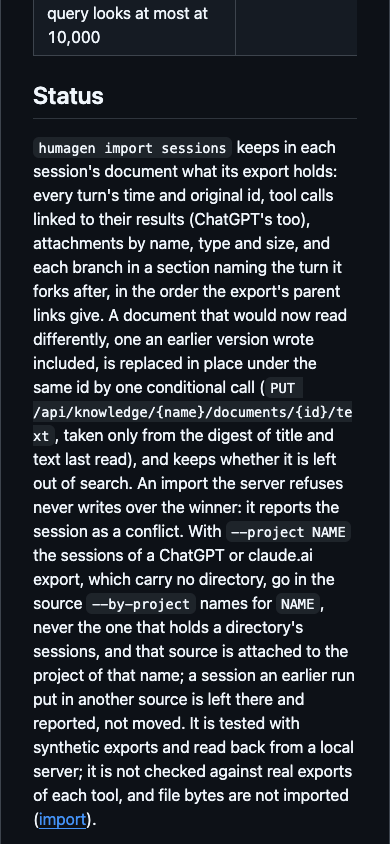 query looks at most at
10,000
Status
humagen import sessions keeps in each
session's document what its export holds:
every turn's time and original id, tool calls
linked to their results (ChatGPT's too),
attachments by name, type and size, and
each branch in a section naming the turn it
forks after, in the order the export's parent
links give. A document that would now read
differently, one an earlier version wrote
included, is replaced in place under the
same id by one conditional call ( PUT
/api/knowledge/{name}/documents/{id}/te
xt , taken only from the digest of title and
text last read), and keeps whether it is left
out of search. An import the server refuses
never writes over the winner: it reports the
session as a conflict. With --project NAME
the sessions of a ChatGPT or claude.ai
export, which carry no directory, go in the
source --by-project names for NAME ,
never the one that holds a directory's
sessions, and that source is attached to the
project of that name; a session an earlier run
put in another source is left there and
reported, not moved. It is tested with
synthetic exports and read back from a local
server; it is not checked against real exports
of each tool, and file bytes are not imported
(import).